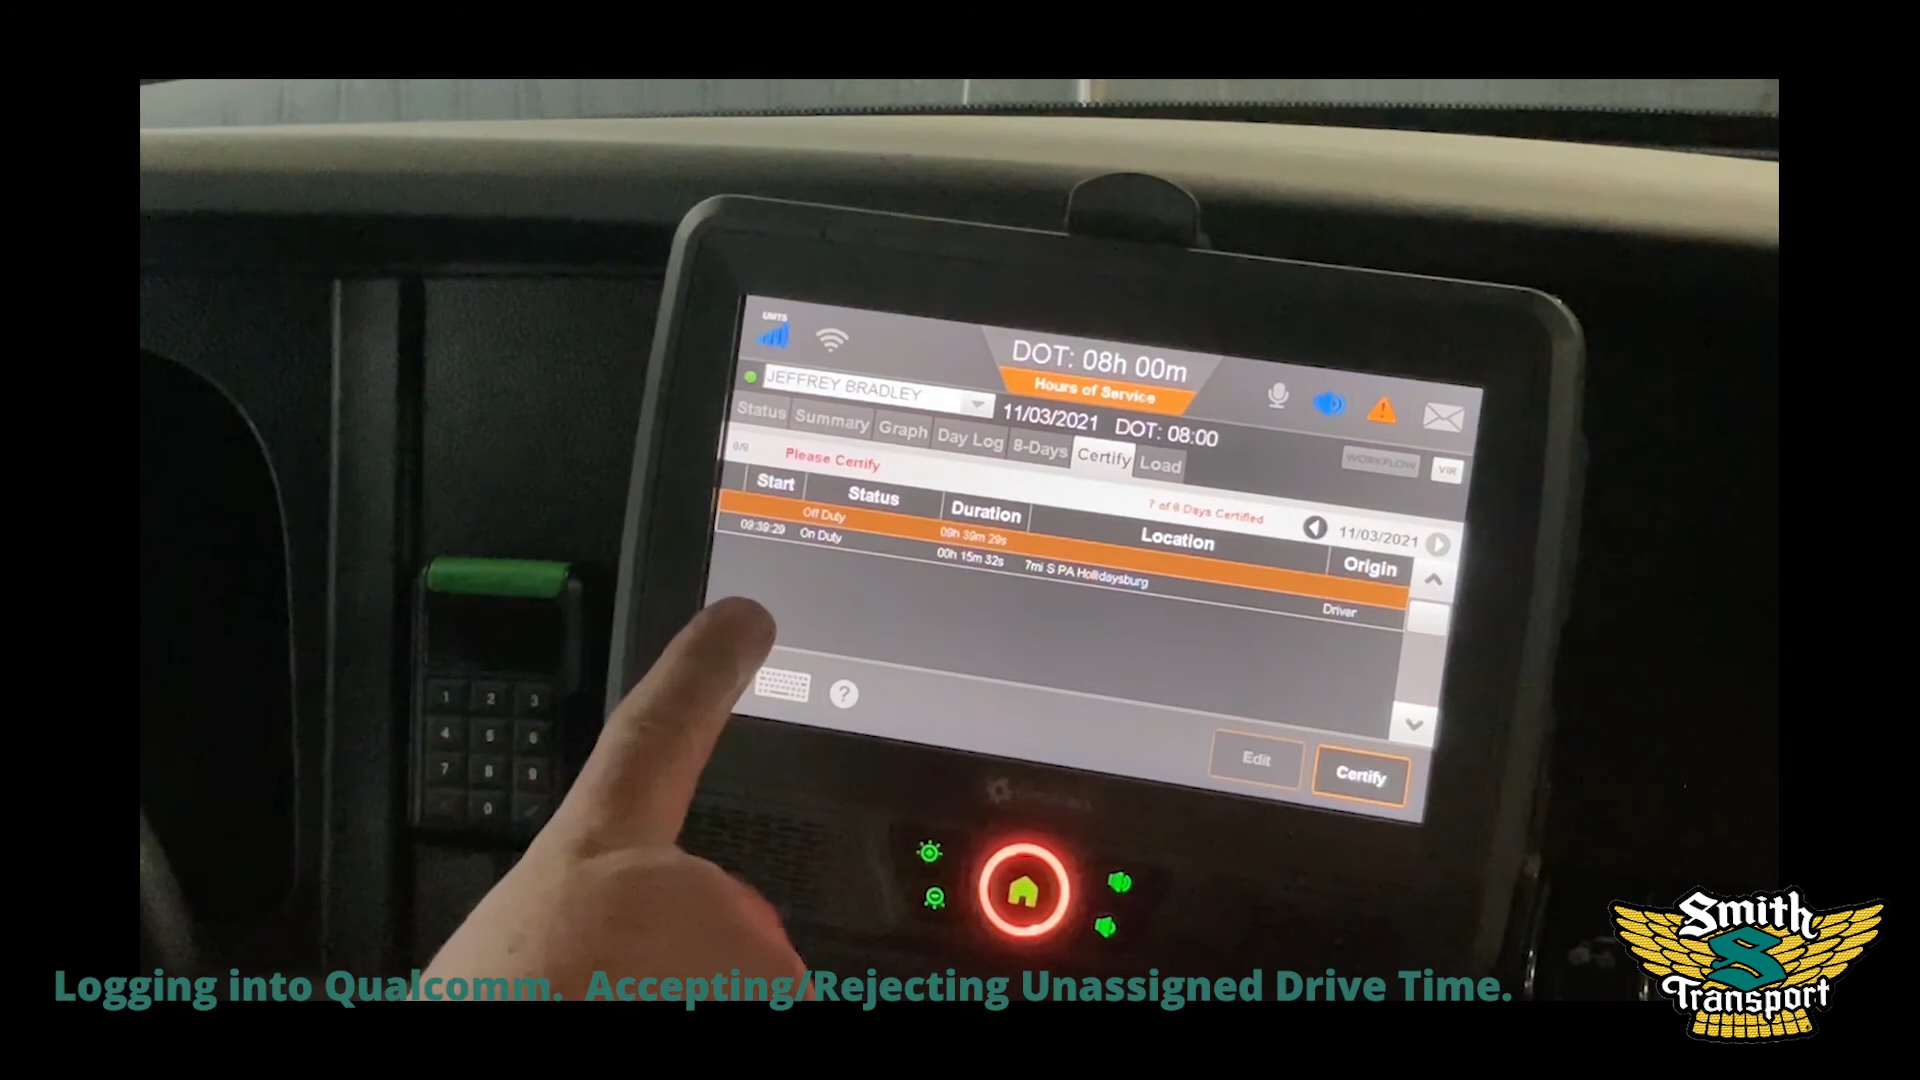 UMTS
DOT: 08h 00m
Hours of Service
JEFFREY BRADLEY
11/03/2021 DOT: 08:00
Status Summary Graph Day Log 8-Days Certify Load
WORKFLOW VIR
Please Certify
7 of 8 Days Certified
11/03/2021
Start Status Duration Location Origin
Off Duty 09h 39m 29s
09:39:29 On Duty 00h 15m 32s 7mi S PA Hollidaysburg Driver
?
Edit Certify
1 2 3
4 5 6
7 8 9
0
Logging into Qualcomm. Accepting/Rejecting Unassigned Drive Time.
Smith
S
Transport